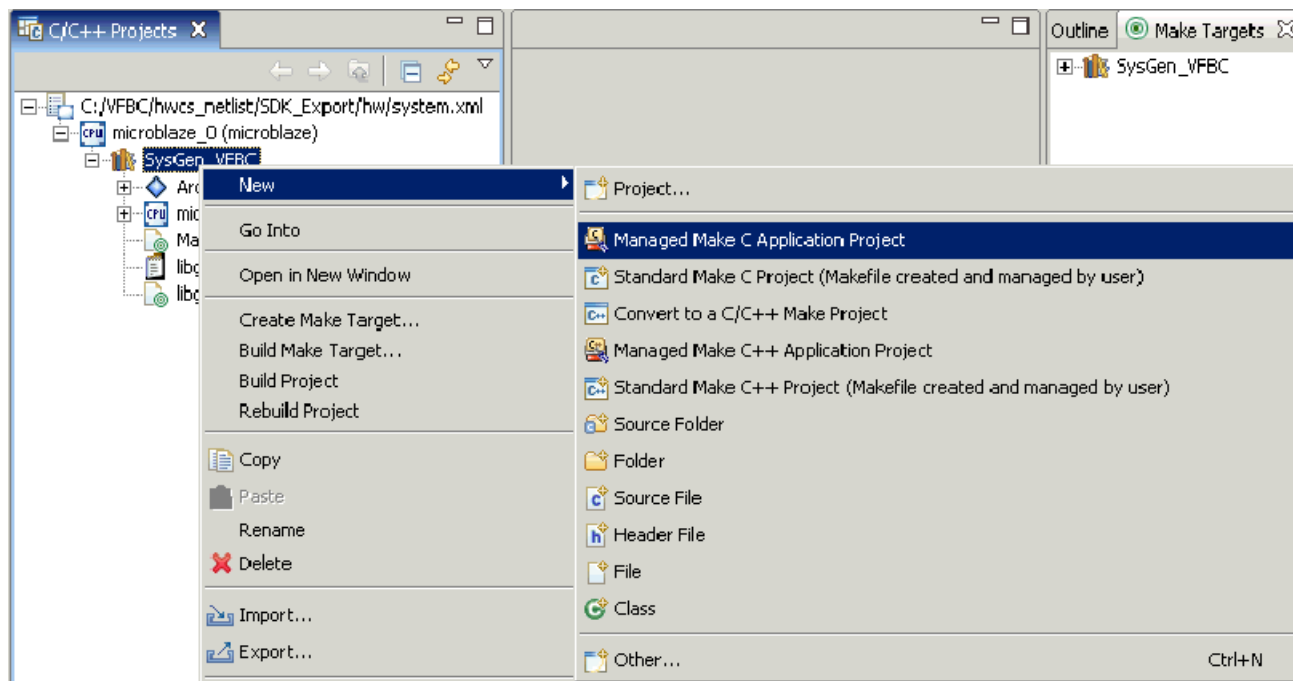 C/C++ Projects
Outline
Make Targets
C:/VFBC/hwcs_netlist/SDK_Export/hw/system.xml
SysGen_VFBC
microblaze_0 (microblaze)
SysGen_VFBC
New
Go Into
Open in New Window
Create Make Target...
Build Make Target...
Build Project
Rebuild Project
Copy
Paste
Rename
Delete
Import...
Export...
Project...
Managed Make C Application Project
Standard Make C Project (Makefile created and managed by user)
Convert to a C/C++ Make Project
Managed Make C++ Application Project
Standard Make C++ Project (Makefile created and managed by user)
Source Folder
Folder
Source File
Header File
File
Class
Other... Ctrl+N